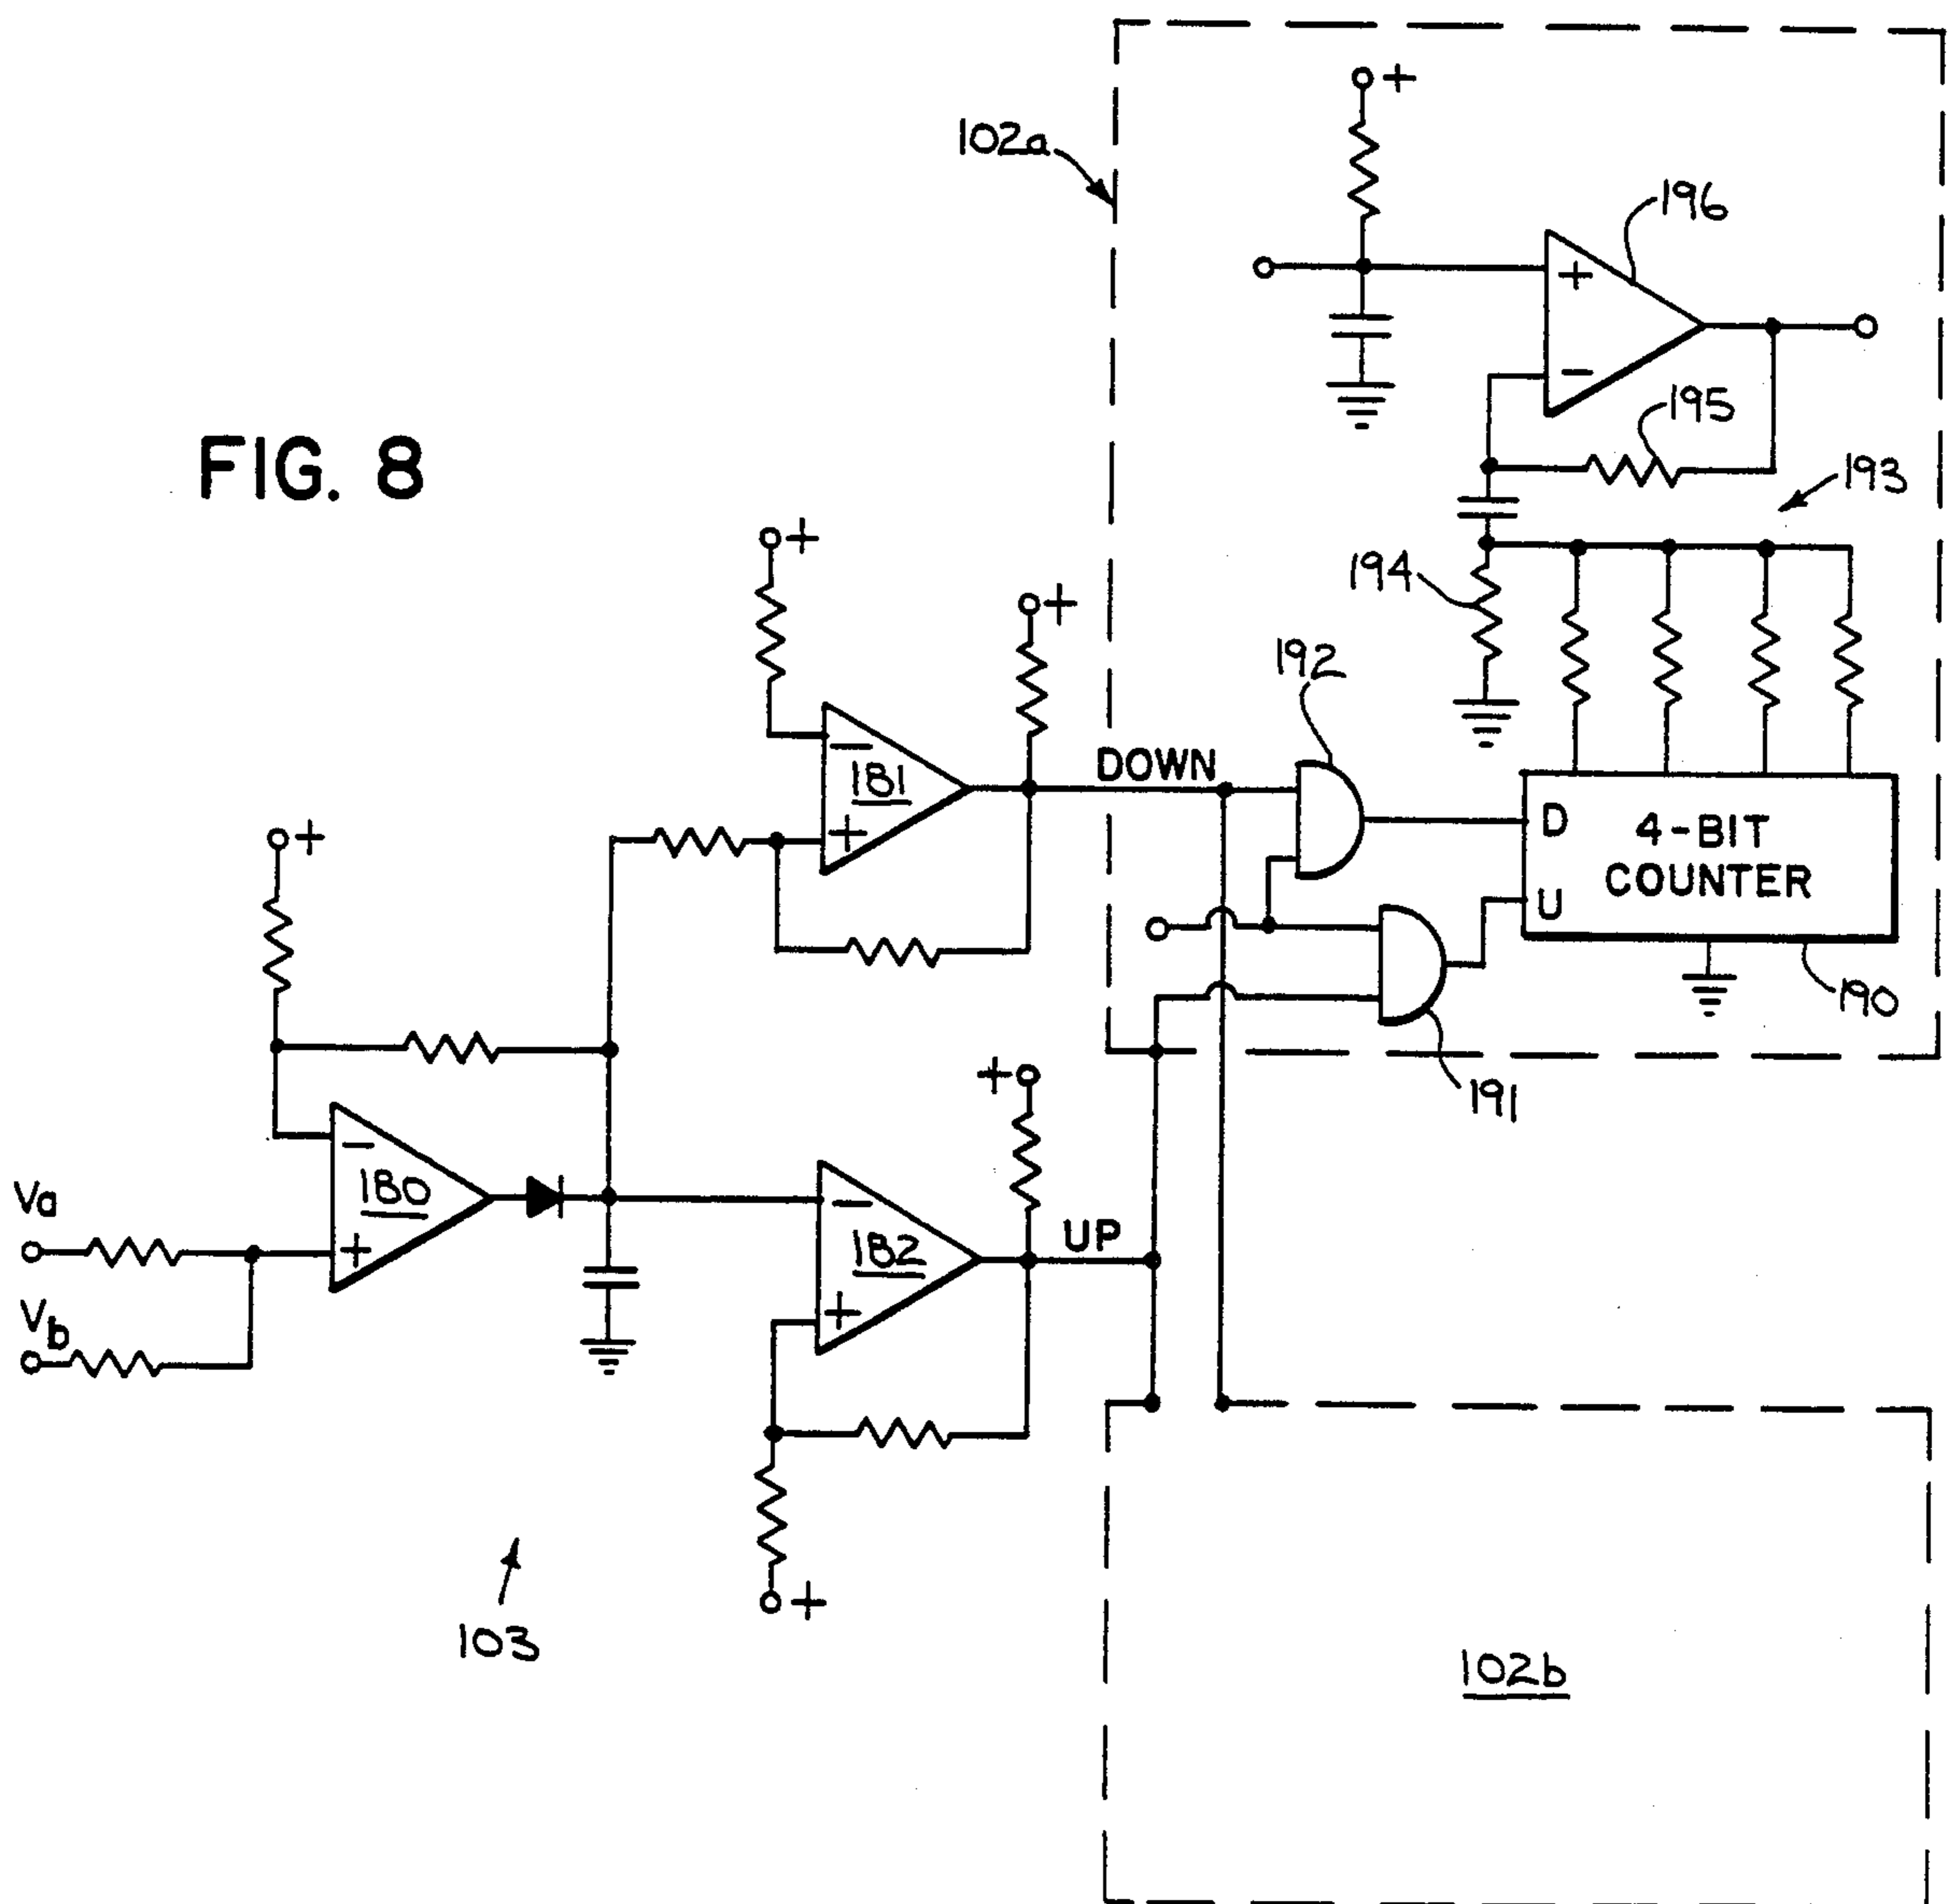 102a
+
196
+
−
195
FIG. 8
193
+
194
+
192
−
181
+
DOWN
D
4-BIT
COUNTER
U
+
190
191
+
−
180
+
Va
Vb
−
182
+
UP
+
103
102b